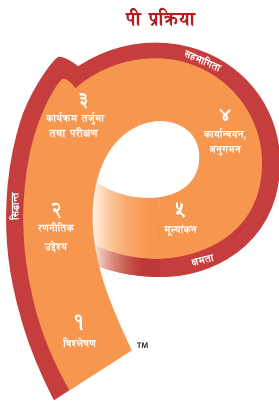 पी प्रक्रिया
सहभागिता
३
कार्यक्रम तर्जुमा
तथा परीक्षण
४
कार्यान्वयन,
अनुगमन
सिद्धान्त
२
रणनीतिक
उद्देश्य
५
मूल्यांकन
क्षमता
१
विश्लेषण
TM